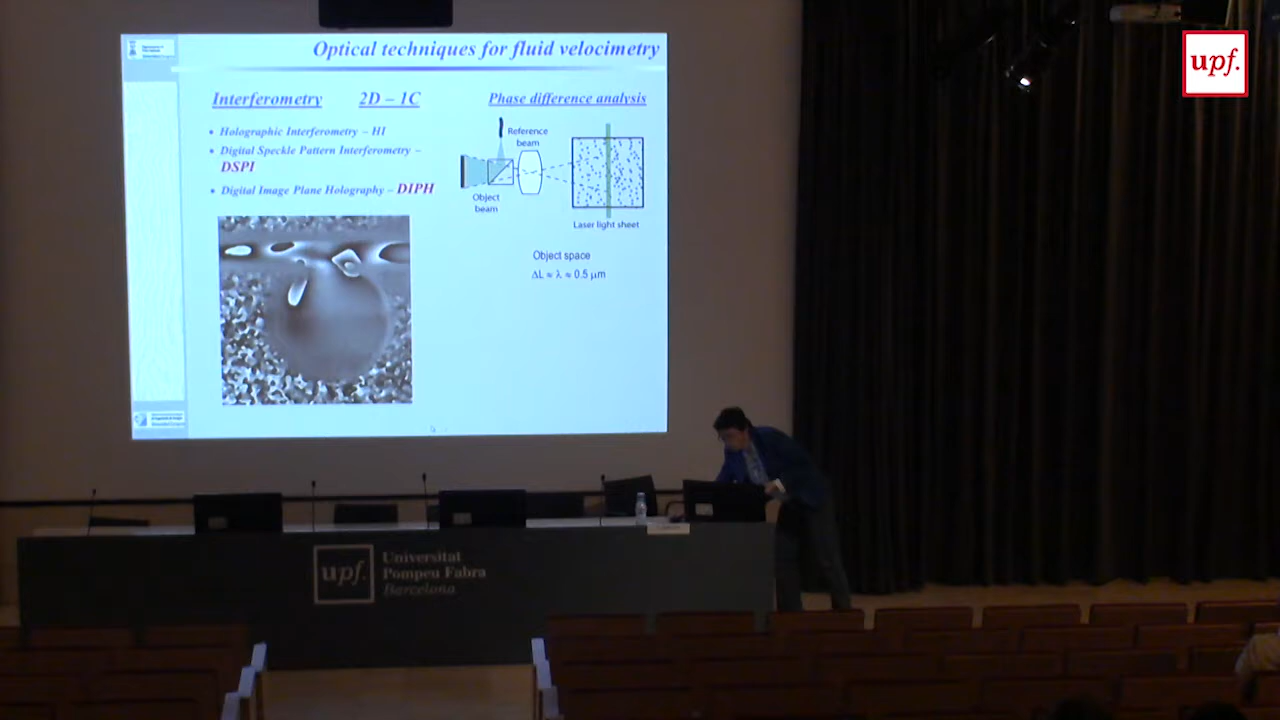 Optical techniques for fluid velocimetry
Interferometry 2D – 1C
• Holographic Interferometry – HI
• Digital Speckle Pattern Interferometry –
DSPI
• Digital Image Plane Holography – DIPH
Phase difference analysis
Reference
beam
Object
beam
Laser light sheet
Object space
ΔL ≈ λ ≈ 0.5 μm
upf.
upf.
Universitat
Pompeu Fabra
Barcelona